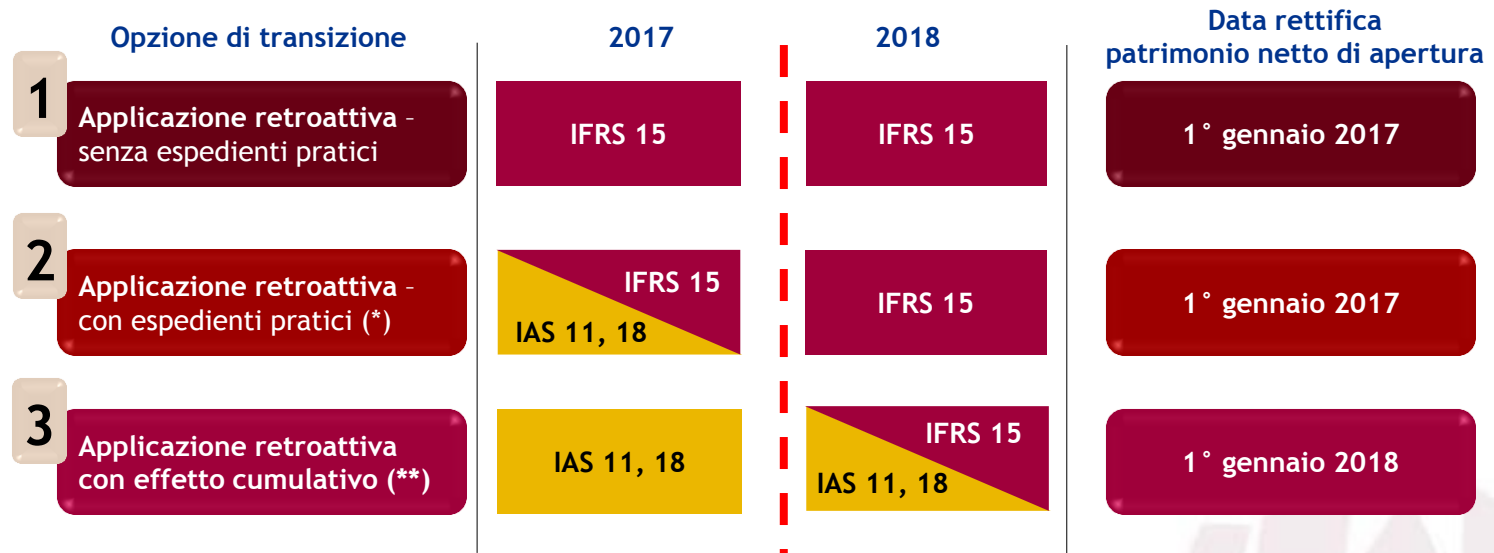 Opzione di transizione
2017
2018
Data rettifica
patrimonio netto di apertura
1
Applicazione retroattiva –
senza espedienti pratici
IFRS 15
IFRS 15
1° gennaio 2017
2
Applicazione retroattiva –
con espedienti pratici (*)
IFRS 15
IAS 11, 18
IFRS 15
1° gennaio 2017
3
Applicazione retroattiva
con effetto cumulativo (**)
IAS 11, 18
IFRS 15
IAS 11, 18
1° gennaio 2018